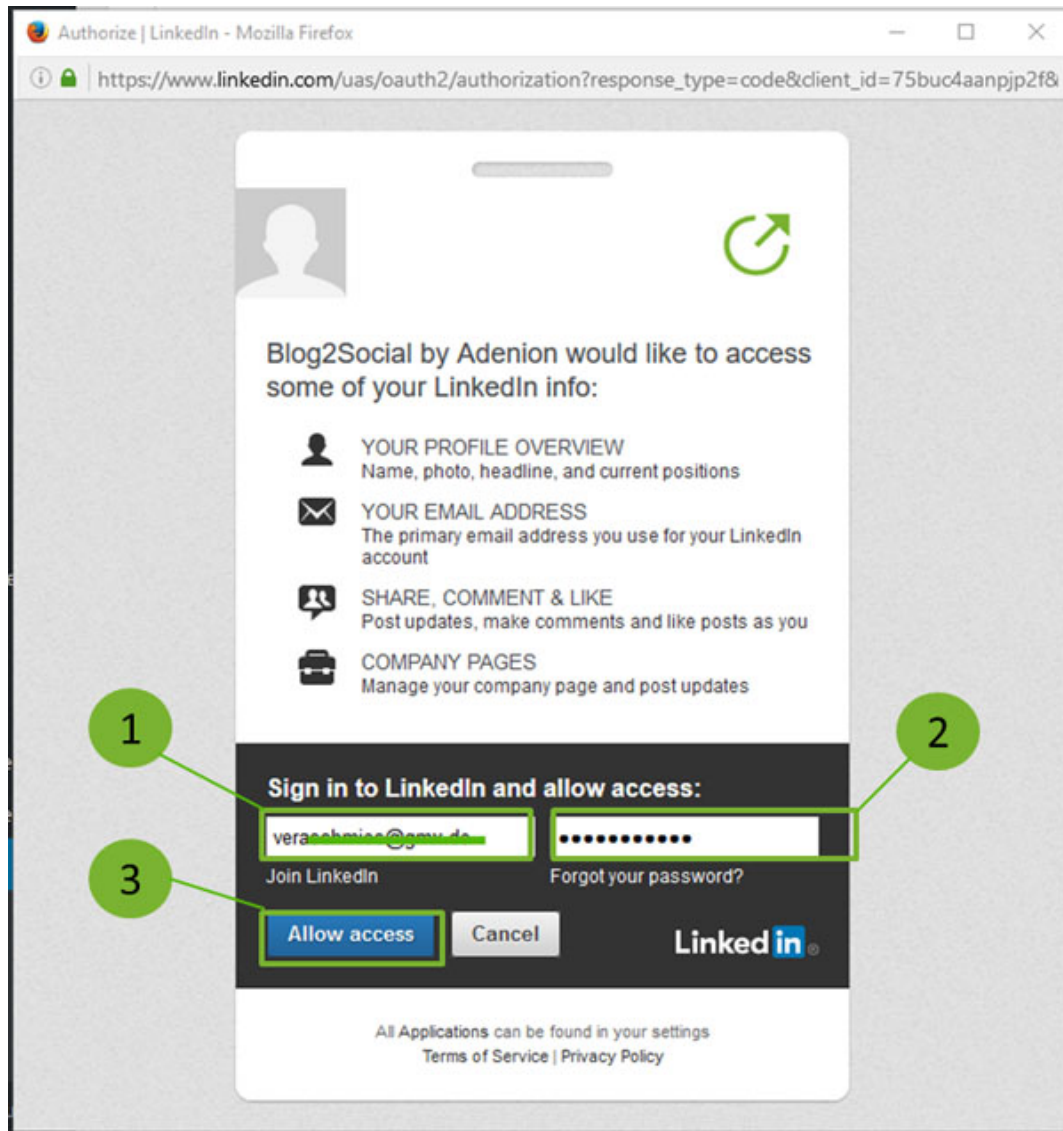 Authorize | LinkedIn - Mozilla Firefox
https://www.linkedin.com/uas/oauth2/authorization?response_type=code&client_id=75buc4aanpjp2f&
Blog2Social by Adenion would like to access
some of your LinkedIn info:
YOUR PROFILE OVERVIEW
Name, photo, headline, and current positions
YOUR EMAIL ADDRESS
The primary email address you use for your LinkedIn
account
SHARE, COMMENT & LIKE
Post updates, make comments and like posts as you
COMPANY PAGES
Manage your company page and post updates
1
2
Sign in to LinkedIn and allow access:
•••••••••••
Join LinkedIn Forgot your password?
3
Allow access Cancel Linked in ®
All Applications can be found in your settings
Terms of Service | Privacy Policy